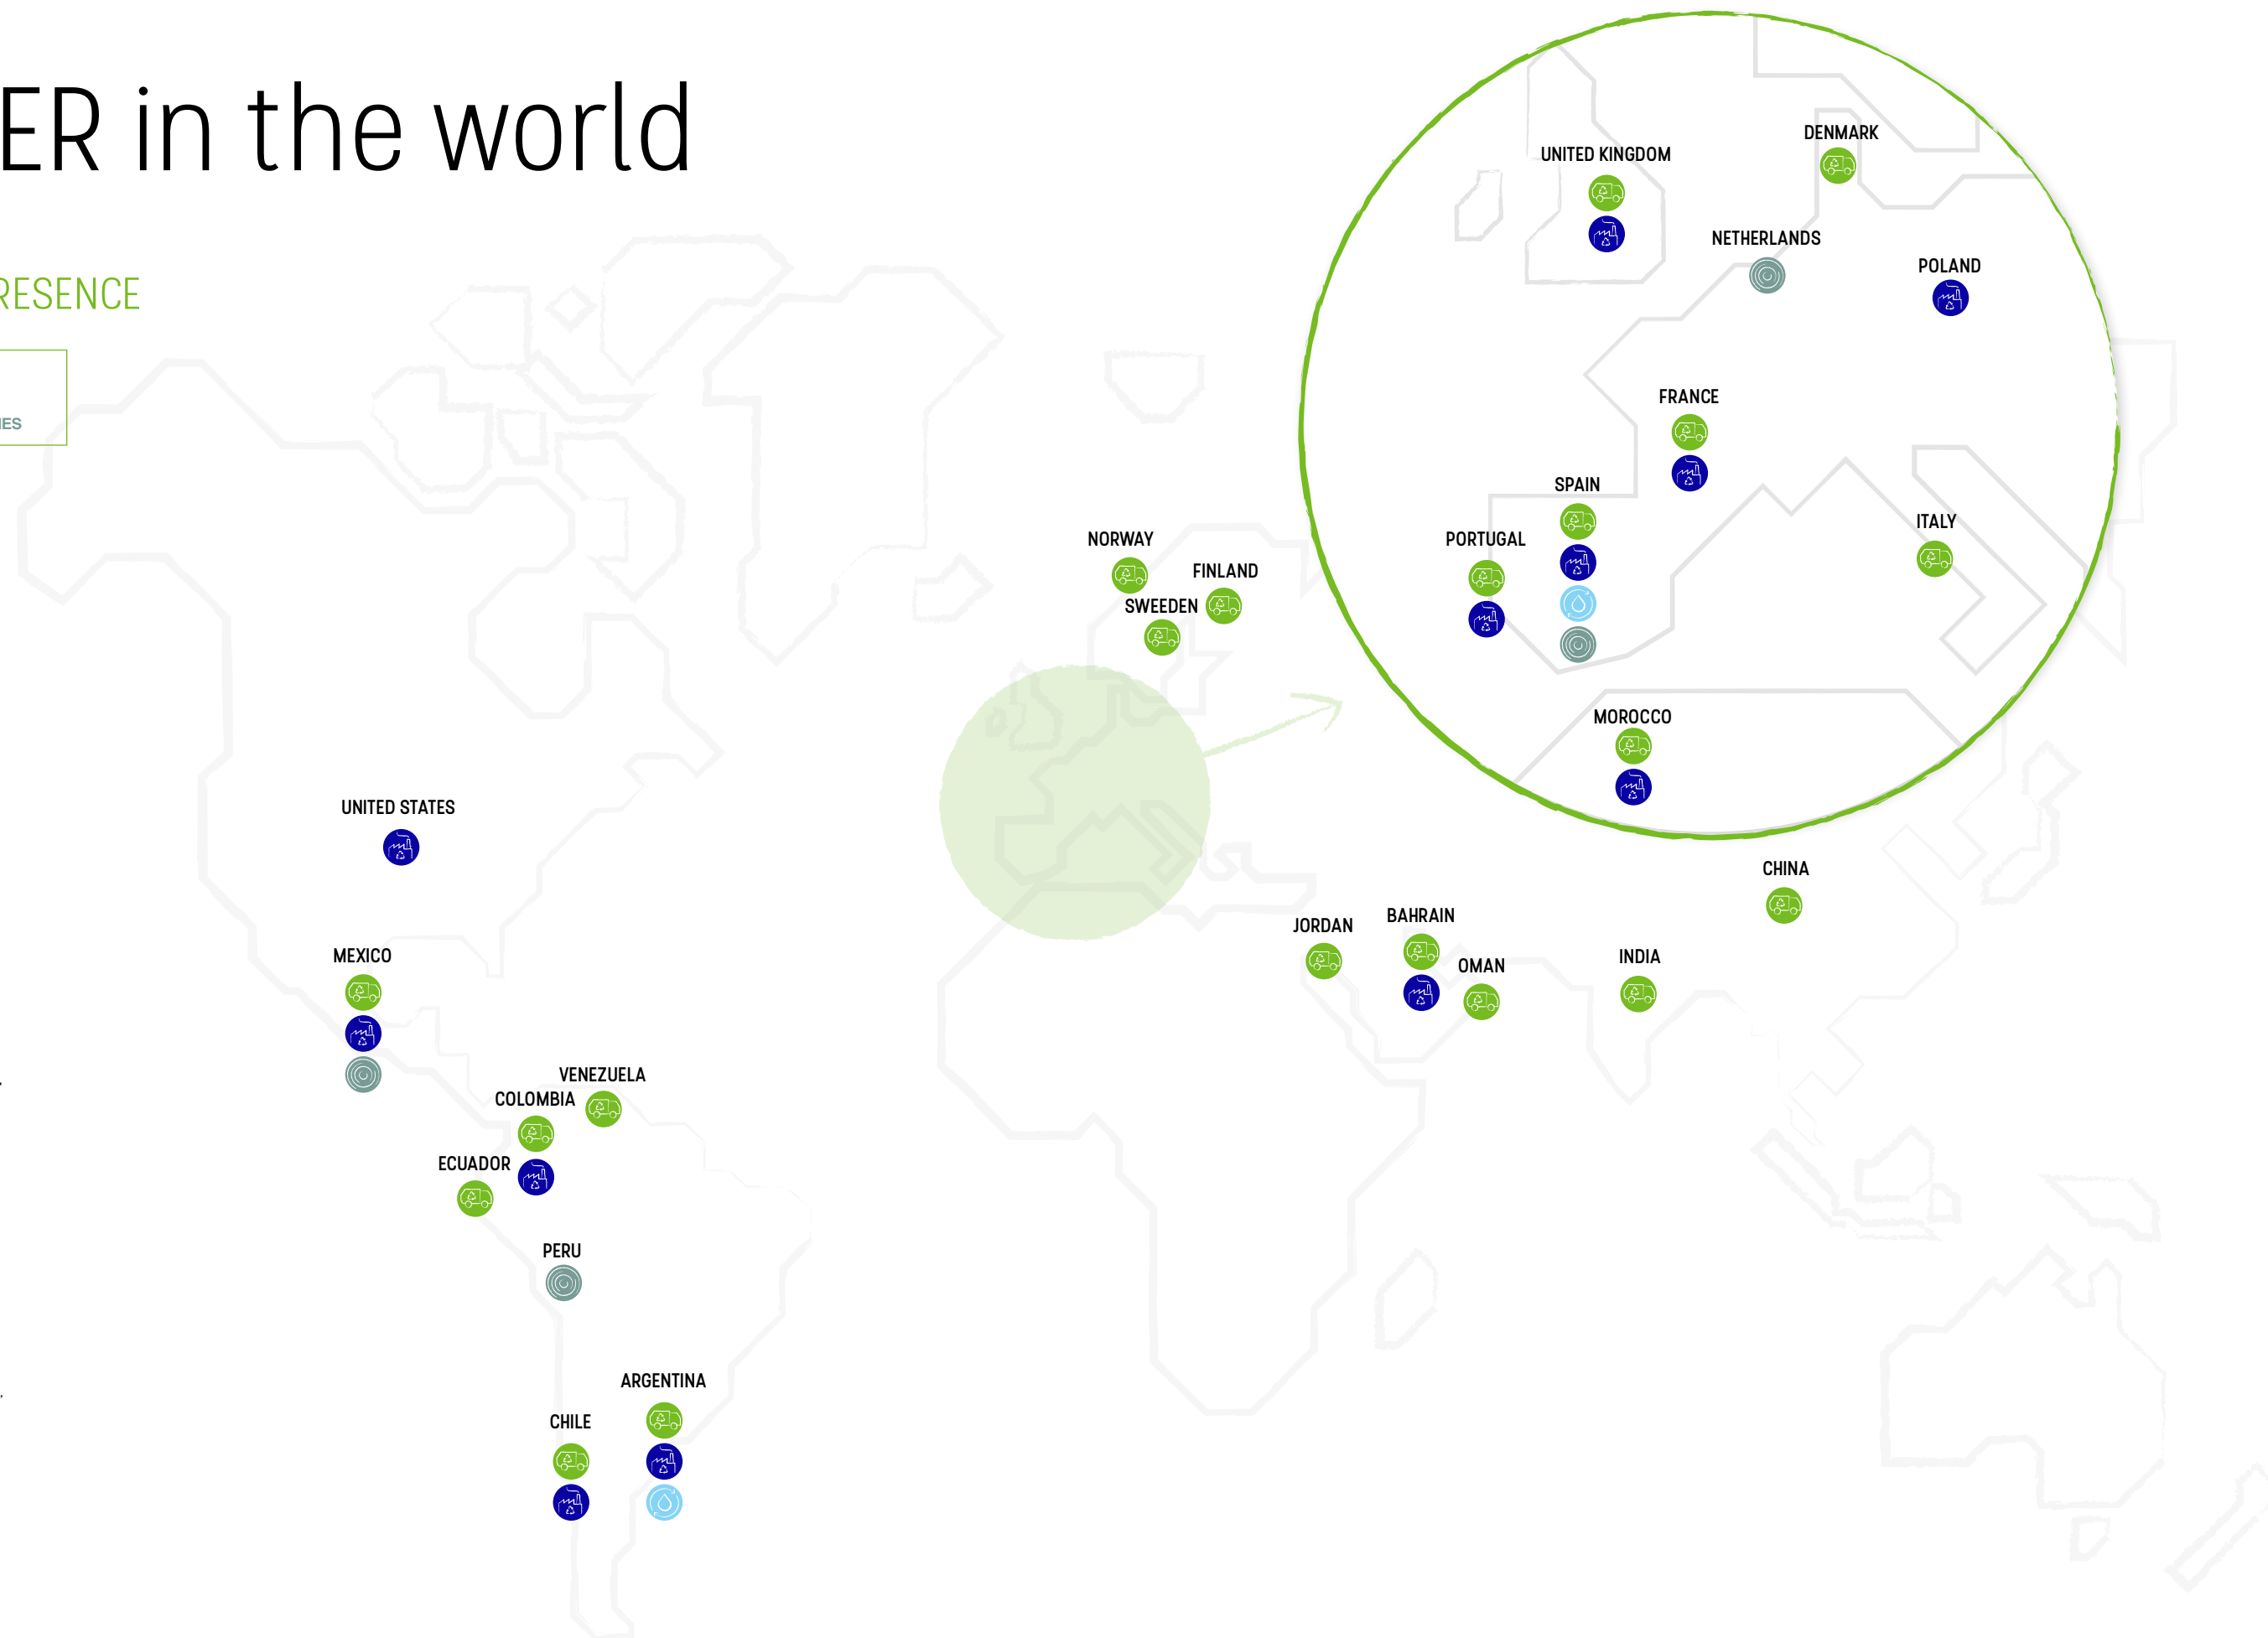 ER in the world
RESENCE
IES
UNITED KINGDOM
DENMARK
NETHERLANDS
POLAND
FRANCE
SPAIN
PORTUGAL
ITALY
MOROCCO
NORWAY
FINLAND
SWEEDEN
UNITED STATES
MEXICO
CHINA
JORDAN
BAHRAIN
OMAN
INDIA
VENEZUELA
COLOMBIA
ECUADOR
PERU
ARGENTINA
CHILE